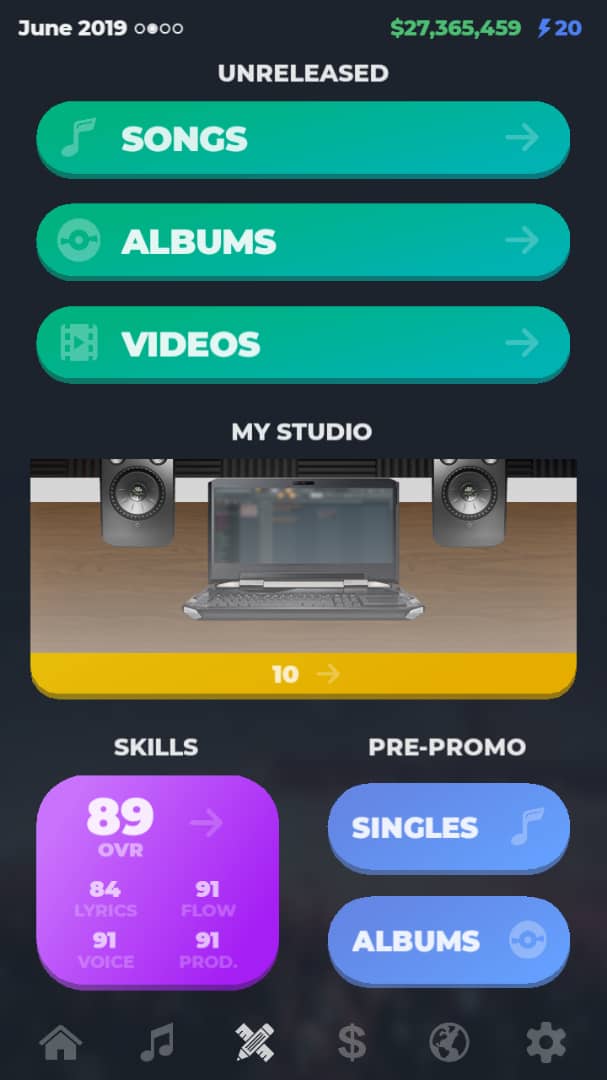 June 2019 $27,365,459 20
UNRELEASED
SONGS
ALBUMS
VIDEOS
MY STUDIO
10
SKILLS PRE-PROMO
89
OVR
84 91
LYRICS FLOW
91 91
VOICE PROD.
SINGLES
ALBUMS
$